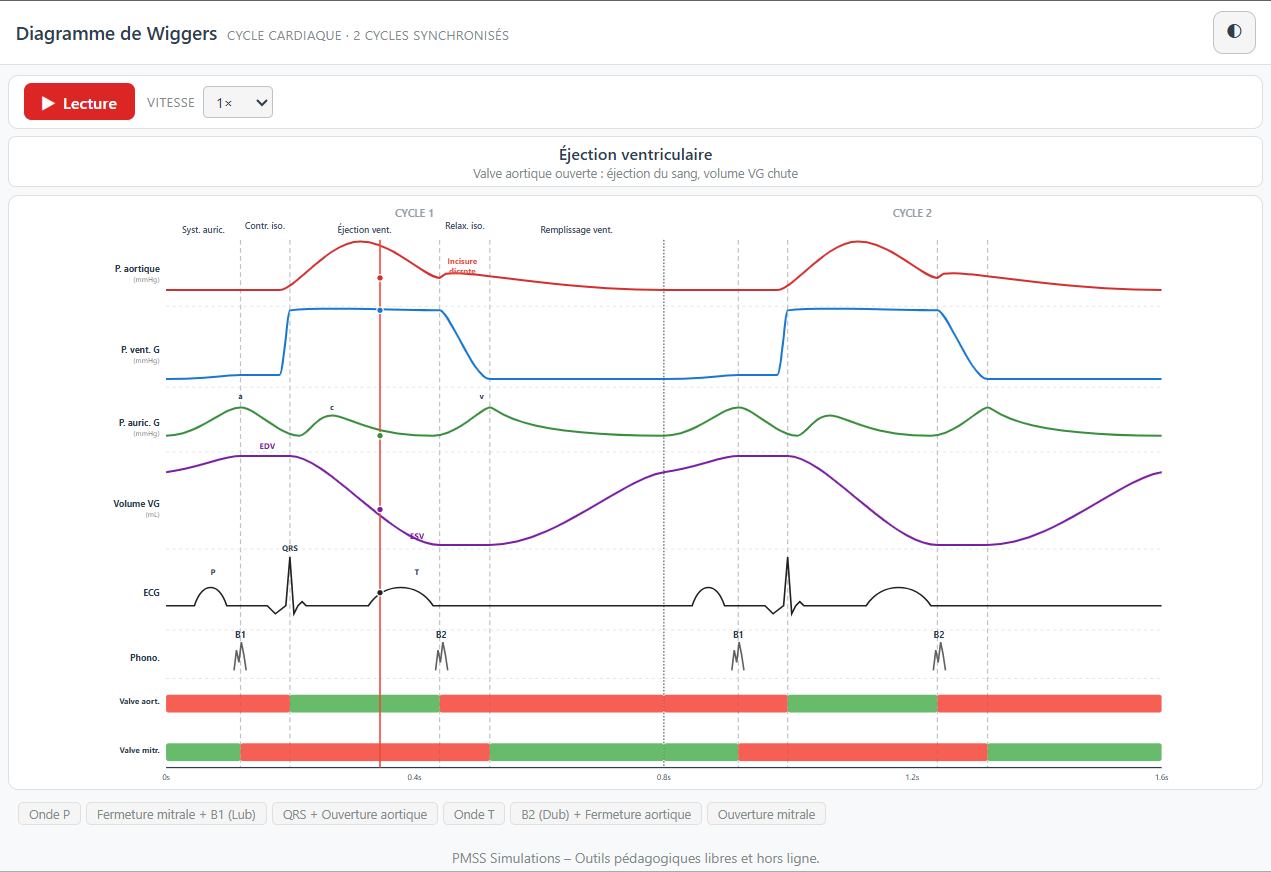 Diagramme de Wiggers CYCLE CARDIAQUE · 2 CYCLES SYNCHRONISÉS
Lecture VITESSE 1×
Éjection ventriculaire
Valve aortique ouverte : éjection du sang, volume VG chute
CYCLE 1 CYCLE 2
Syst. auric. Contr. iso. Éjection vent. Relax. iso. Remplissage vent.
P. aortique
(mmHg)
Incisure
dicrote
P. vent. G
(mmHg)
a c v
P. auric. G
(mmHg)
EDV
Volume VG
(mL)
ESV
QRS
P T
ECG
B1 B2 B1 B2
Phono.
Valve aort.
Valve mitr.
0s 0.4s 0.8s 1.2s 1.6s
Onde P Fermeture mitrale + B1 (Lub) QRS + Ouverture aortique Onde T B2 (Dub) + Fermeture aortique Ouverture mitrale
PMSS Simulations – Outils pédagogiques libres et hors ligne.